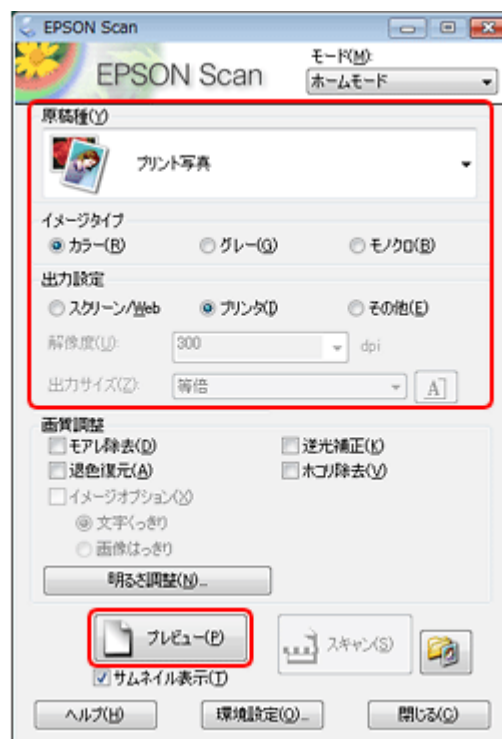 EPSON Scan
EPSON Scan
モード(M):
ホームモード
原稿種(Y)
プリント写真
イメージタイプ
カラー(R) グレー(G) モノクロ(B)
出力設定
スクリーン/Web プリンタ(I) その他(E)
解像度(U): 300 dpi
出力サイズ(Z): 等倍 A
画質調整
モアレ除去(D) 逆光補正(K)
退色復元(A) ホコリ除去(V)
イメージオプション(X)
文字くっきり
画像はっきり
明るさ調整(N)...
プレビュー(P) スキャン(S)
サムネイル表示(T)
ヘルプ(H) 環境設定(O)... 閉じる(C)